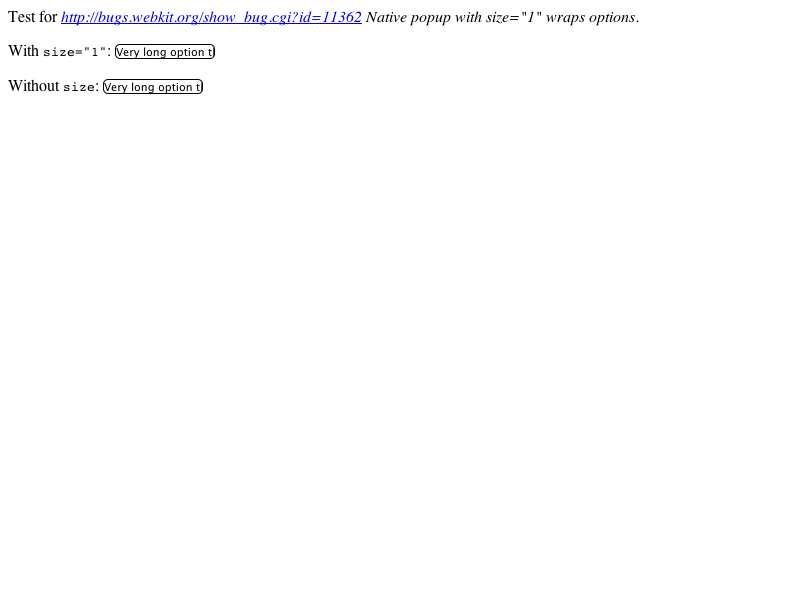 Test for http://bugs.webkit.org/show_bug.cgi?id=11362 Native popup with size="1" wraps options.
With size="1": Very long option t
Without size: Very long option t